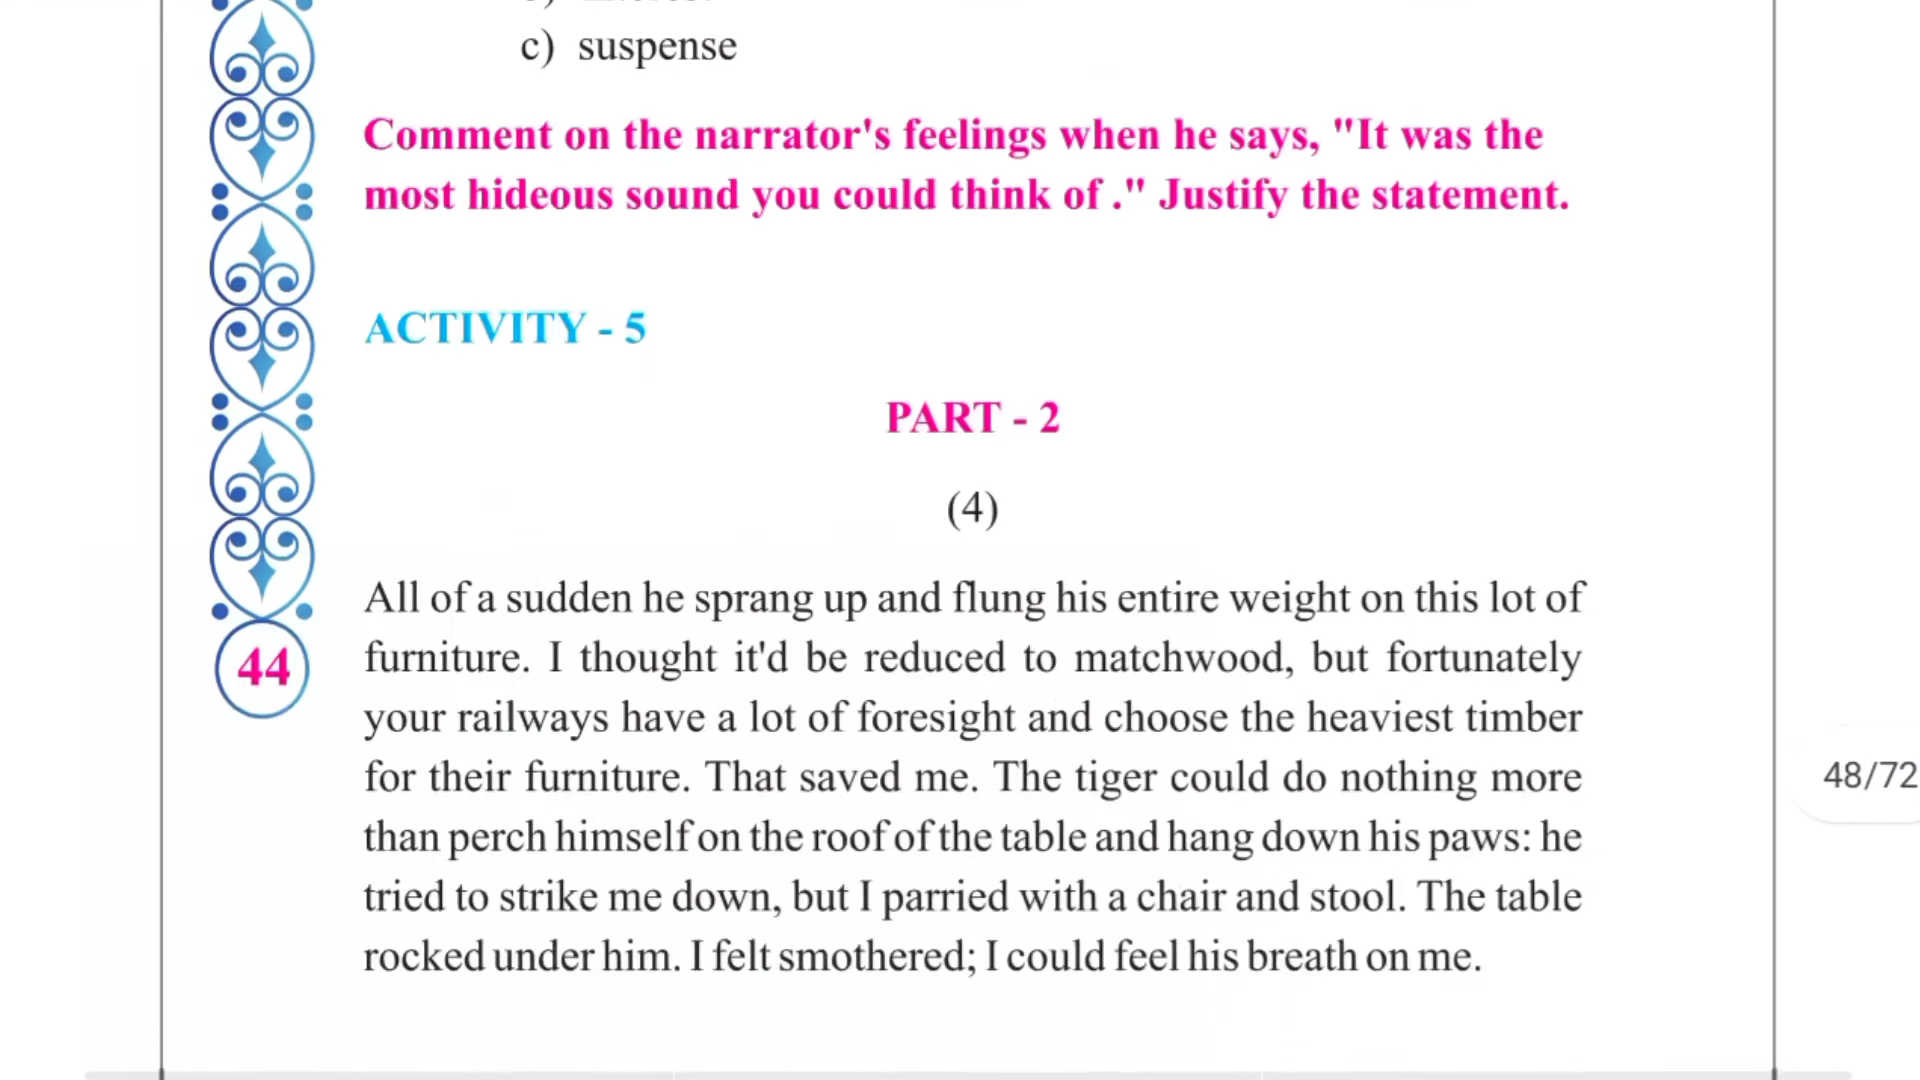 c) suspense
Comment on the narrator's feelings when he says, "It was the
most hideous sound you could think of ." Justify the statement.
ACTIVITY - 5
PART - 2
(4)
All of a sudden he sprang up and flung his entire weight on this lot of
furniture. I thought it'd be reduced to matchwood, but fortunately
44
your railways have a lot of foresight and choose the heaviest timber
for their furniture. That saved me. The tiger could do nothing more
48/72
than perch himself on the roof of the table and hang down his paws: he
tried to strike me down, but I parried with a chair and stool. The table
rocked under him. I felt smothered; I could feel his breath on me.